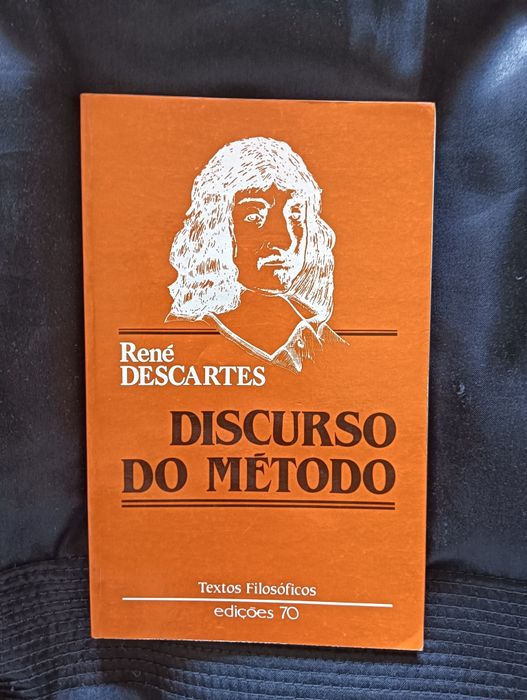 René
DESCARTES
DISCURSO
DO MÉTODO
Textos Filosóficos
edições 70